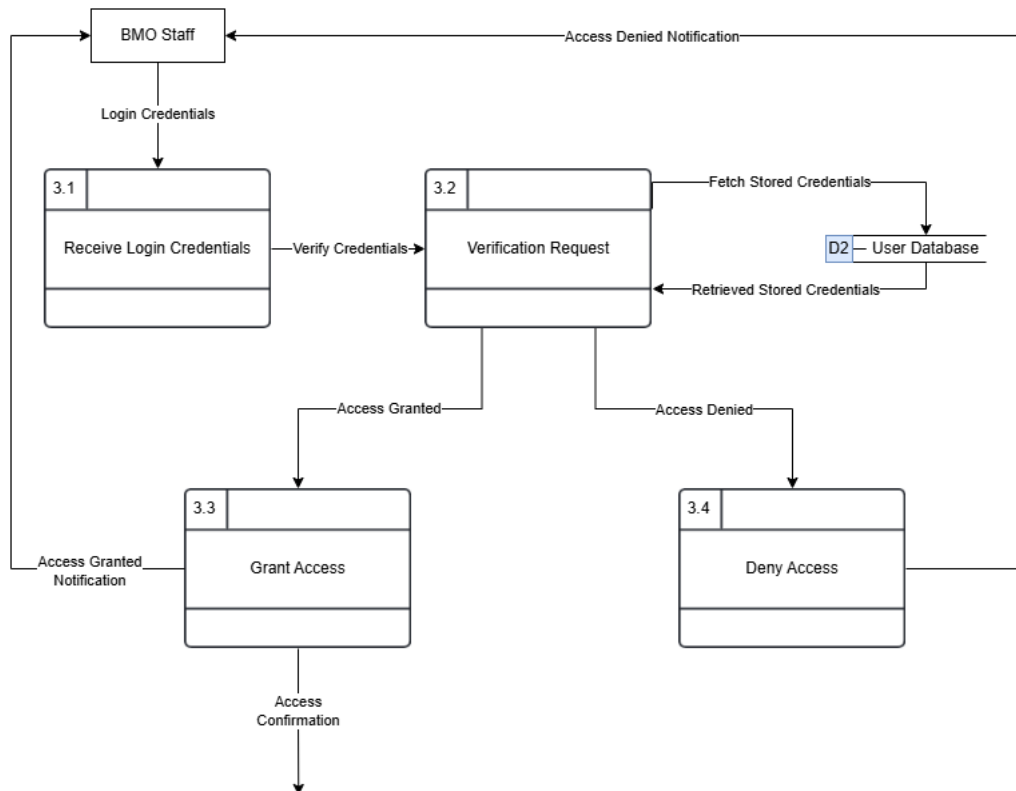 BMO Staff
Access Denied Notification
Login Credentials
3.1
3.2
Fetch Stored Credentials
Receive Login Credentials
Verify Credentials
Verification Request
D2
User Database
Retrieved Stored Credentials
Access Granted
Access Denied
3.3
3.4
Access Granted
Notification
Grant Access
Deny Access
Access
Confirmation